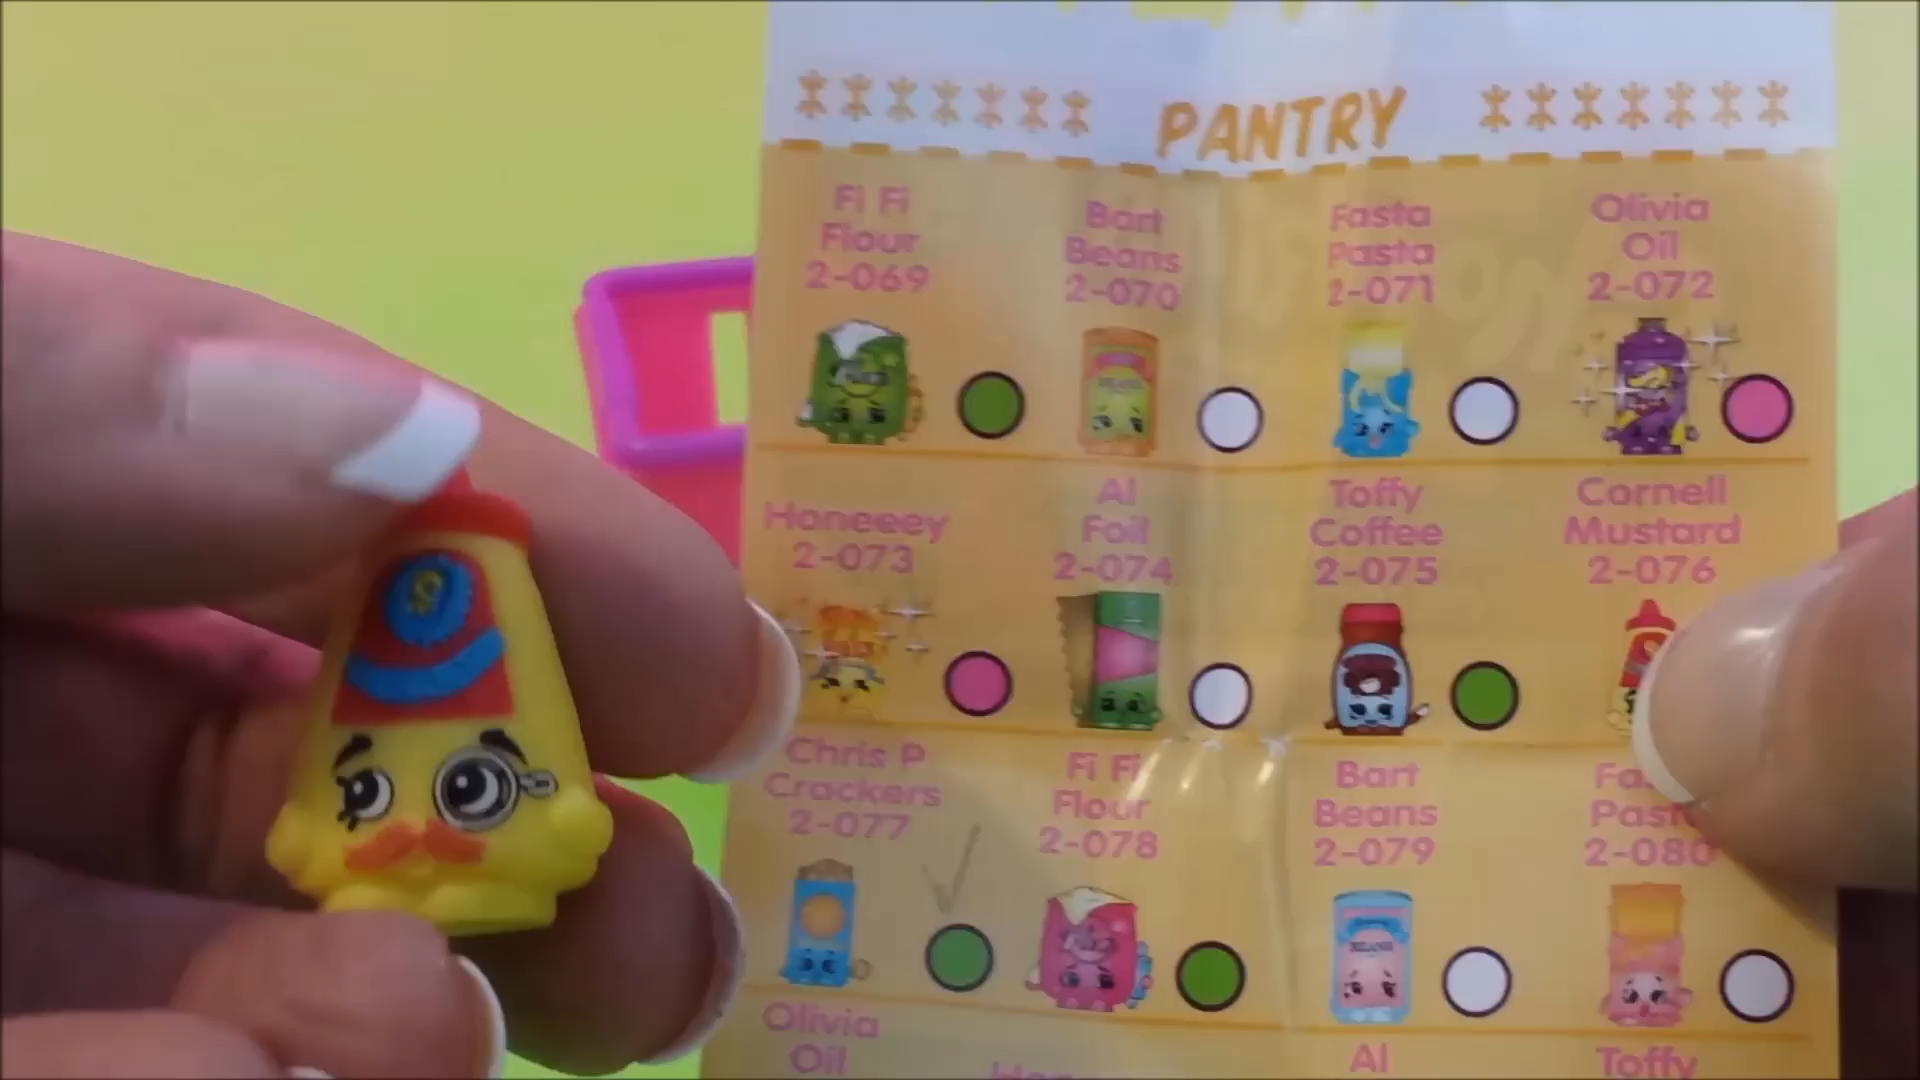 PANTRY
Fi Fi Flour 2-069
Bart Beans 2-070
Fasta Pasta 2-071
Olivia Oil 2-072
Honeeey 2-073
Al Foil 2-074
Toffy Coffee 2-075
Cornell Mustard 2-076
Chris P Crackers 2-077
Fi Fi Flour 2-078
Bart Beans 2-079
Fas Past 2-080
Olivia Oil
Al
Toffy